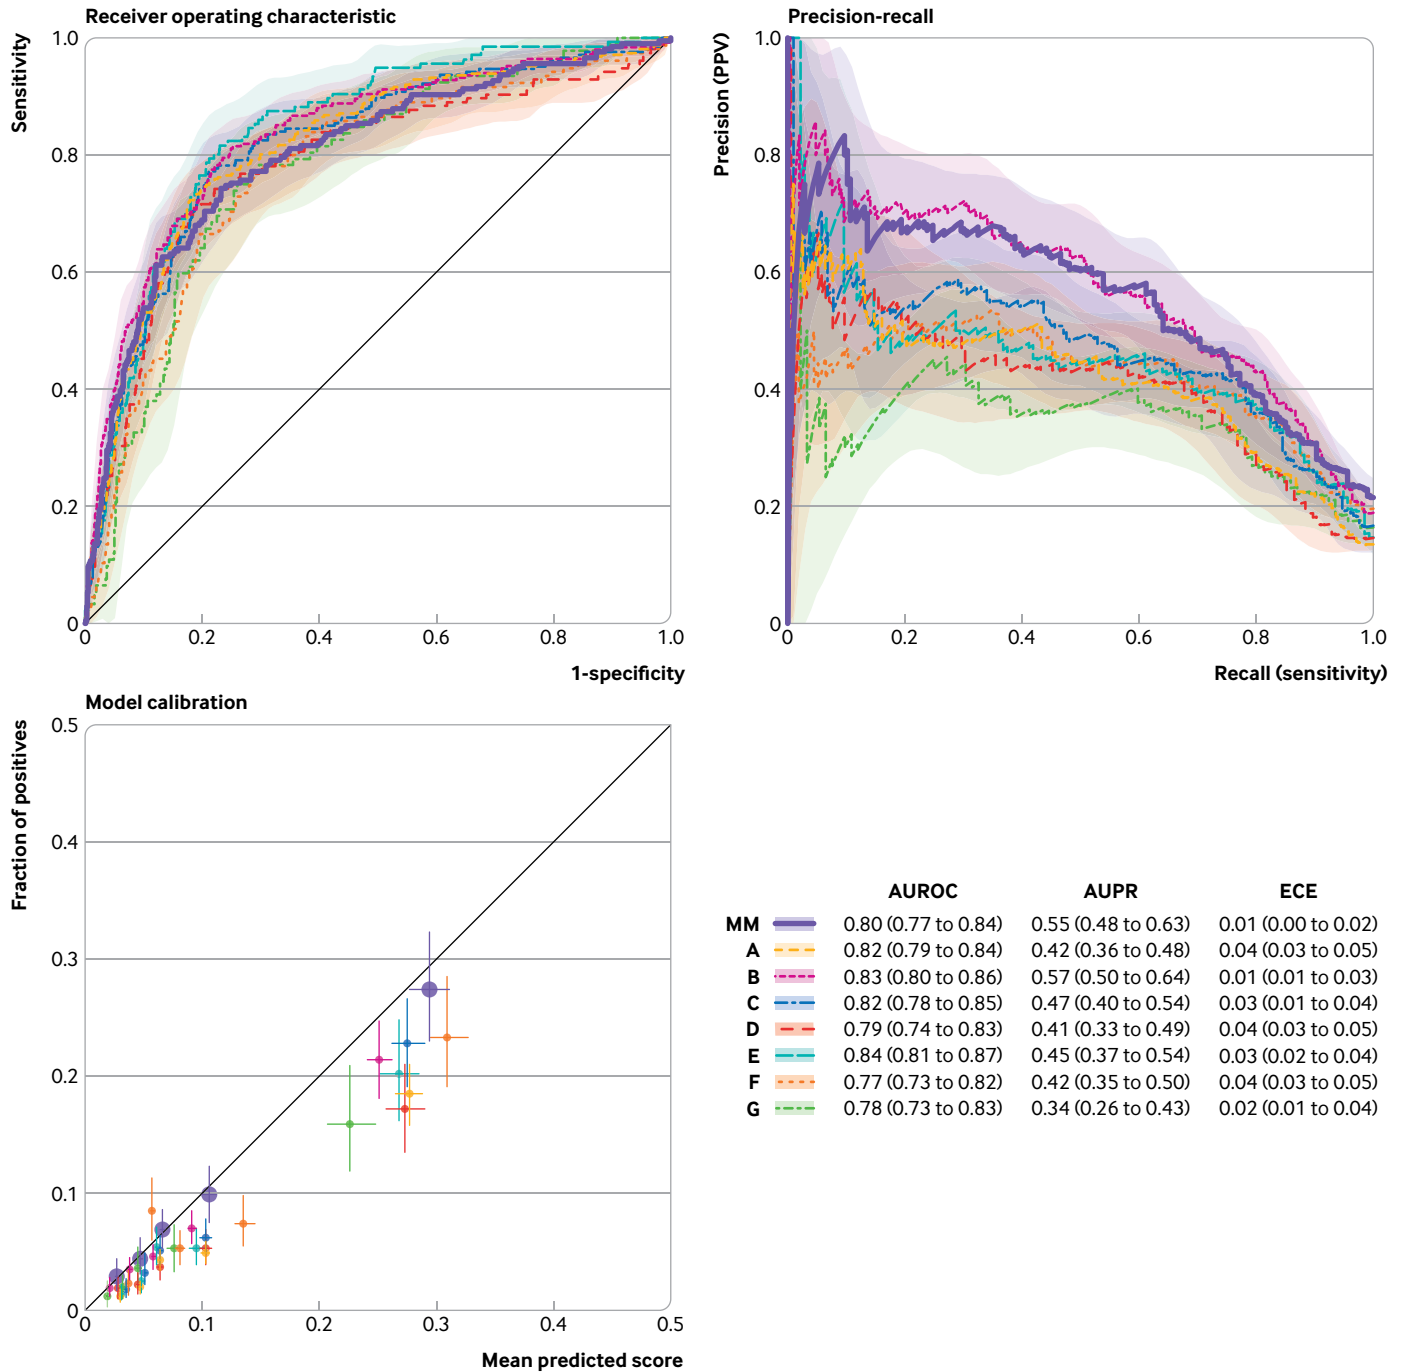 Receiver operating characteristic
Sensitivity
1.0
0.8
0.6
0.4
0.2
0
0 0.2 0.4 0.6 0.8 1.0
1-specificity
Precision-recall
Precision (PPV)
1.0
0.8
0.6
0.4
0.2
0
0 0.2 0.4 0.6 0.8 1.0
Recall (sensitivity)
Model calibration
Fraction of positives
0.5
0.4
0.3
0.2
0.1
0
0 0.1 0.2 0.3 0.4 0.5
Mean predicted score
AUROC AUPR ECE
MM 0.80 (0.77 to 0.84) 0.55 (0.48 to 0.63) 0.01 (0.00 to 0.02)
A 0.82 (0.79 to 0.84) 0.42 (0.36 to 0.48) 0.04 (0.03 to 0.05)
B 0.83 (0.80 to 0.86) 0.57 (0.50 to 0.64) 0.01 (0.01 to 0.03)
C 0.82 (0.78 to 0.85) 0.47 (0.40 to 0.54) 0.03 (0.01 to 0.04)
D 0.79 (0.74 to 0.83) 0.41 (0.33 to 0.49) 0.04 (0.03 to 0.05)
E 0.84 (0.81 to 0.87) 0.45 (0.37 to 0.54) 0.03 (0.02 to 0.04)
F 0.77 (0.73 to 0.82) 0.42 (0.35 to 0.50) 0.04 (0.03 to 0.05)
G 0.78 (0.73 to 0.83) 0.34 (0.26 to 0.43) 0.02 (0.01 to 0.04)